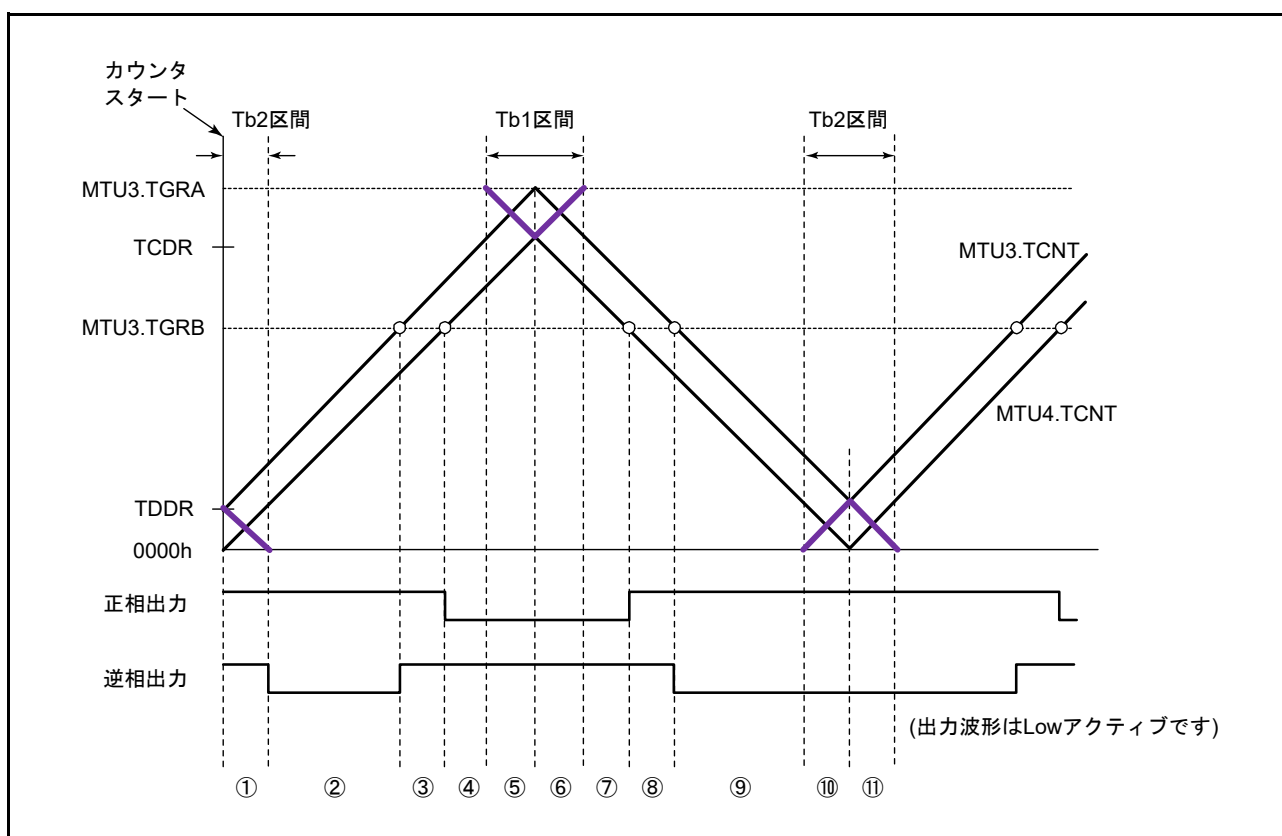 カウンタ
スタート
Tb2区間
Tb1区間
Tb2区間
MTU3.TGRA
TCDR
MTU3.TCNT
MTU3.TGRB
MTU4.TCNT
TDDR
0000h
正相出力
逆相出力
(出力波形はLowアクティブです)
① ② ③ ④ ⑤ ⑥ ⑦ ⑧ ⑨ ⑩ ⑪